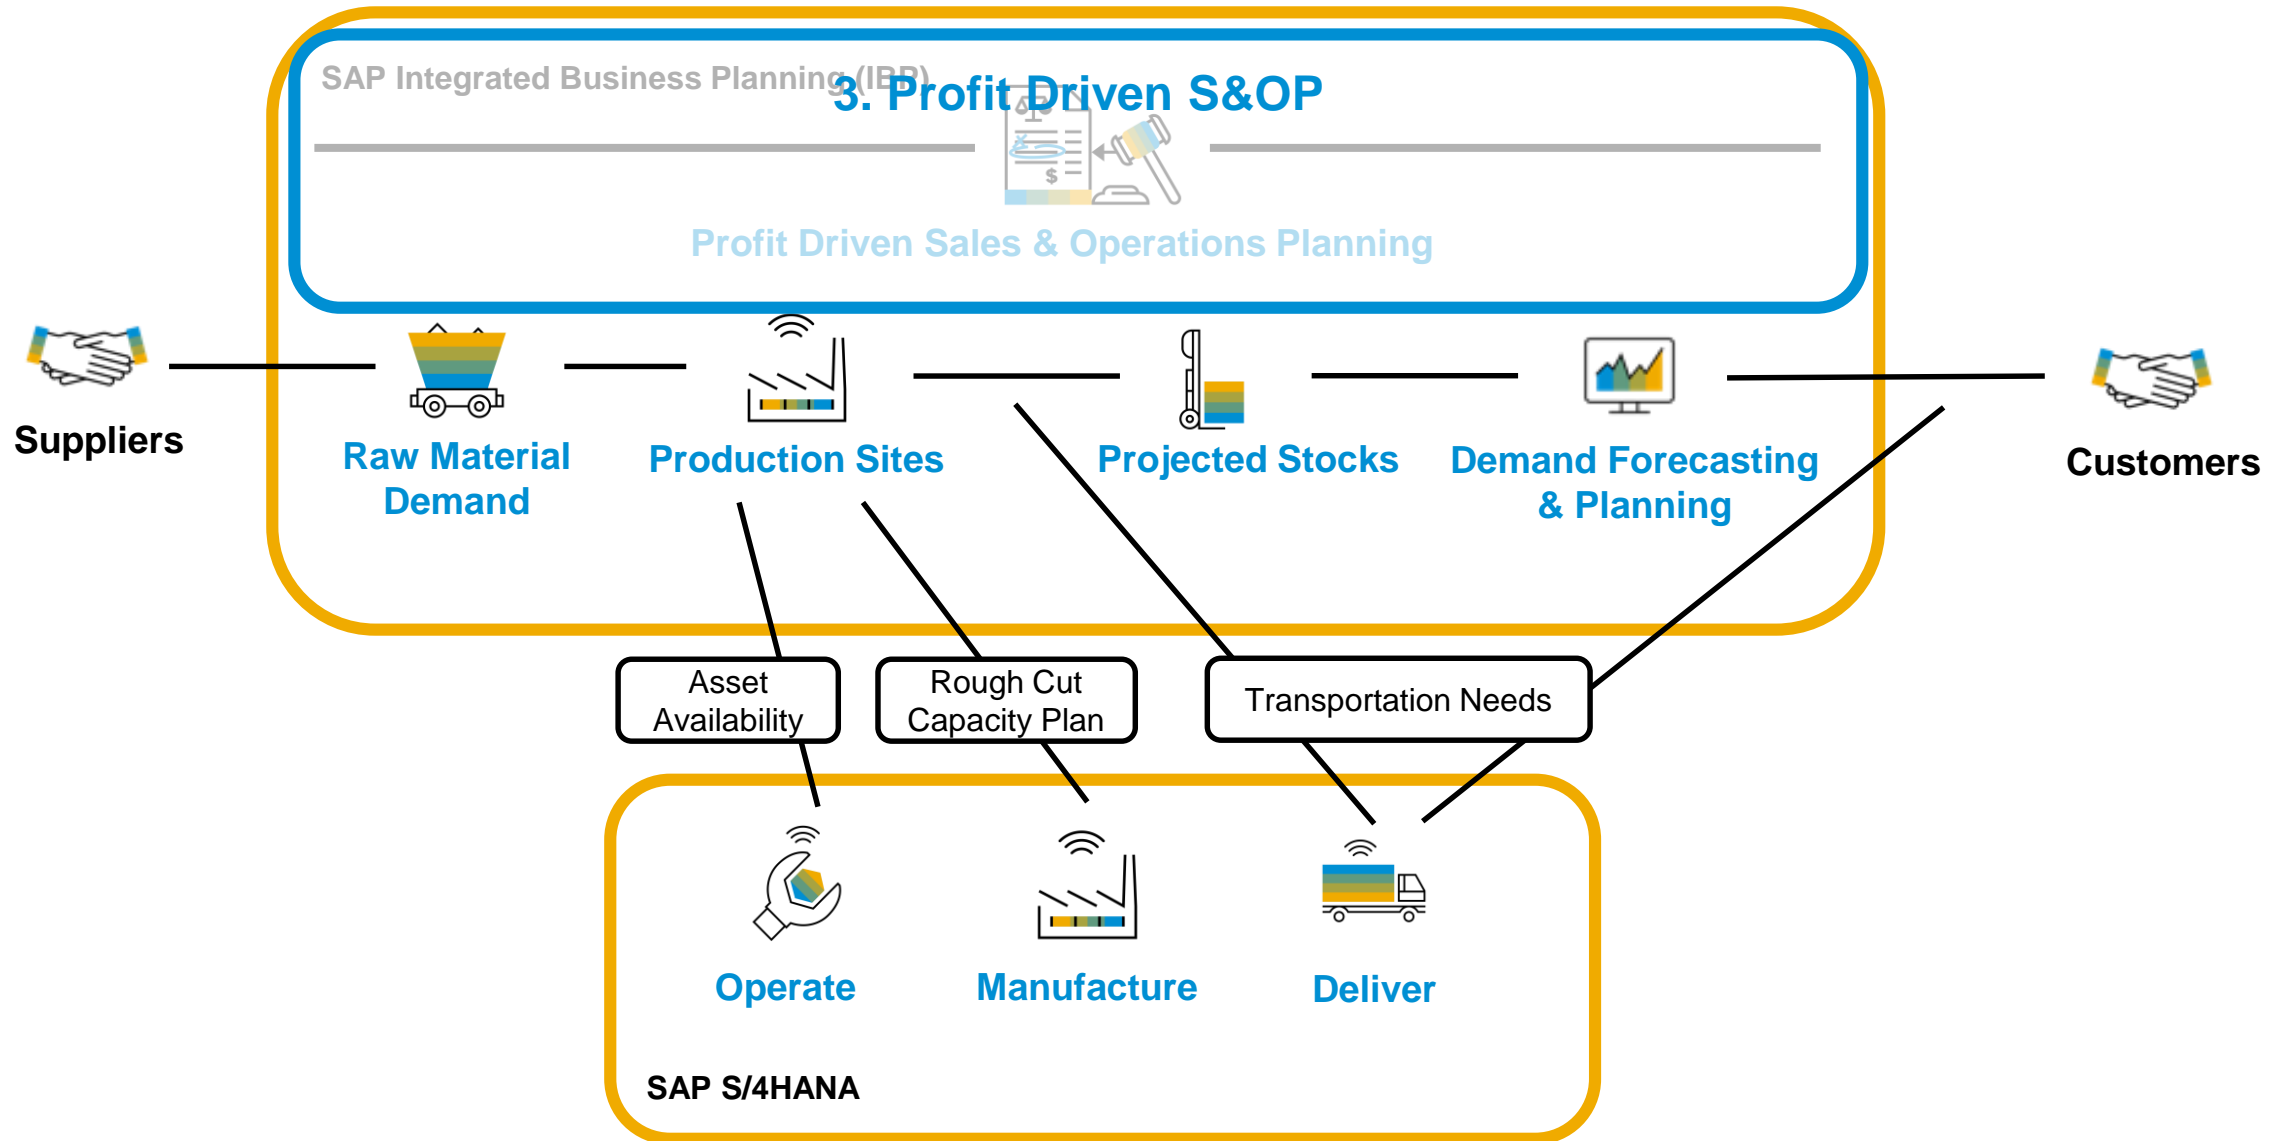 SAP Integrated Business Planning (IBP)
3. Profit Driven S&OP
$
Profit Driven Sales & Operations Planning
Suppliers
Raw Material
Demand
Production Sites
Projected Stocks
Demand Forecasting
& Planning
Customers
Asset
Availability
Rough Cut
Capacity Plan
Transportation Needs
Operate
Manufacture
Deliver
SAP S/4HANA